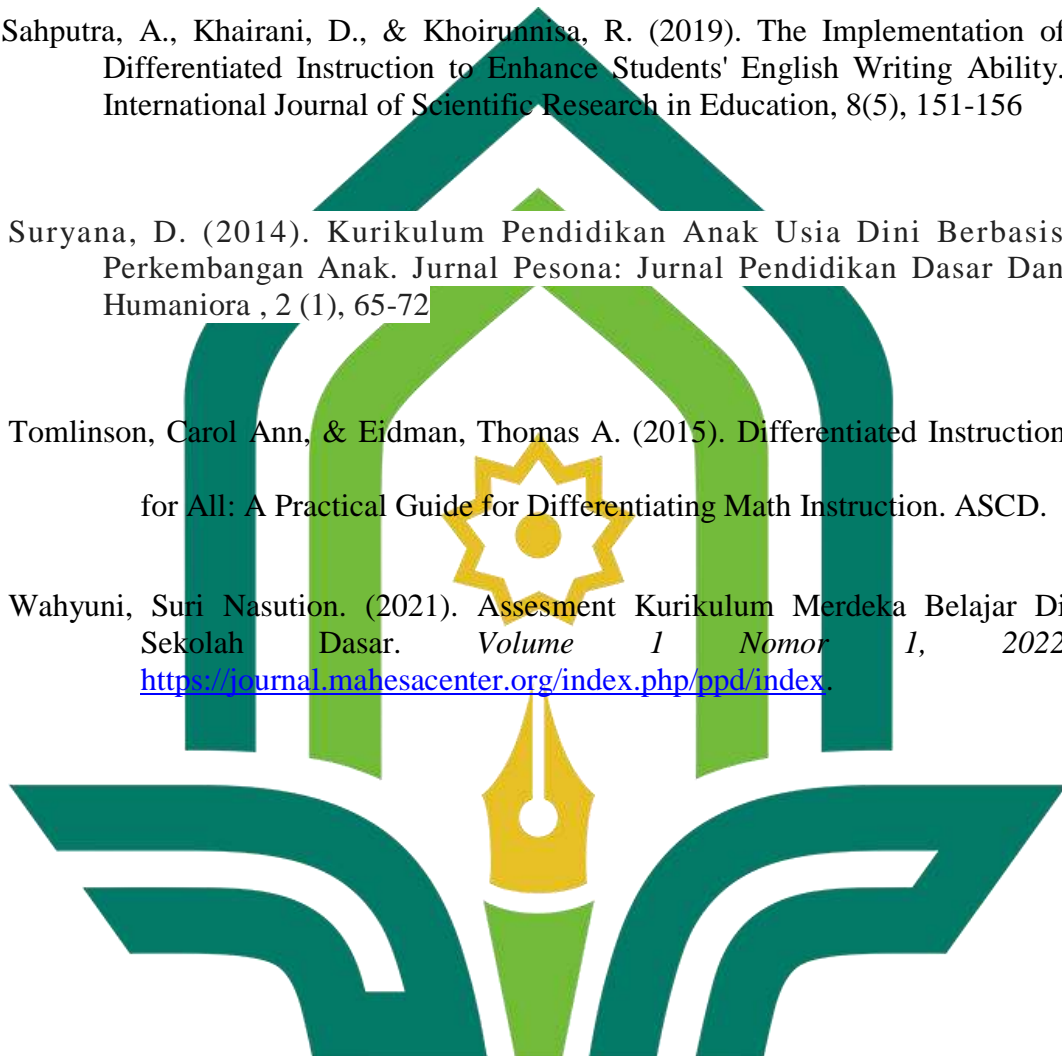 Sahputra, A., Khairani, D., & Khoirunnisa, R. (2019). The Implementation of
Differentiated Instruction to Enhance Students' English Writing Ability.
International Journal of Scientific Research in Education, 8(5), 151-156
Suryana, D. (2014). Kurikulum Pendidikan Anak Usia Dini Berbasis
Perkembangan Anak. Jurnal Pesona: Jurnal Pendidikan Dasar Dan
Humaniora , 2 (1), 65-72
Tomlinson, Carol Ann, & Eidman, Thomas A. (2015). Differentiated Instruction
for All: A Practical Guide for Differentiating Math Instruction. ASCD.
Wahyuni, Suri Nasution. (2021). Assesment Kurikulum Merdeka Belajar Di
Sekolah Dasar. Volume 1 Nomor 1, 2022
https://journal.mahesacenter.org/index.php/ppd/index.